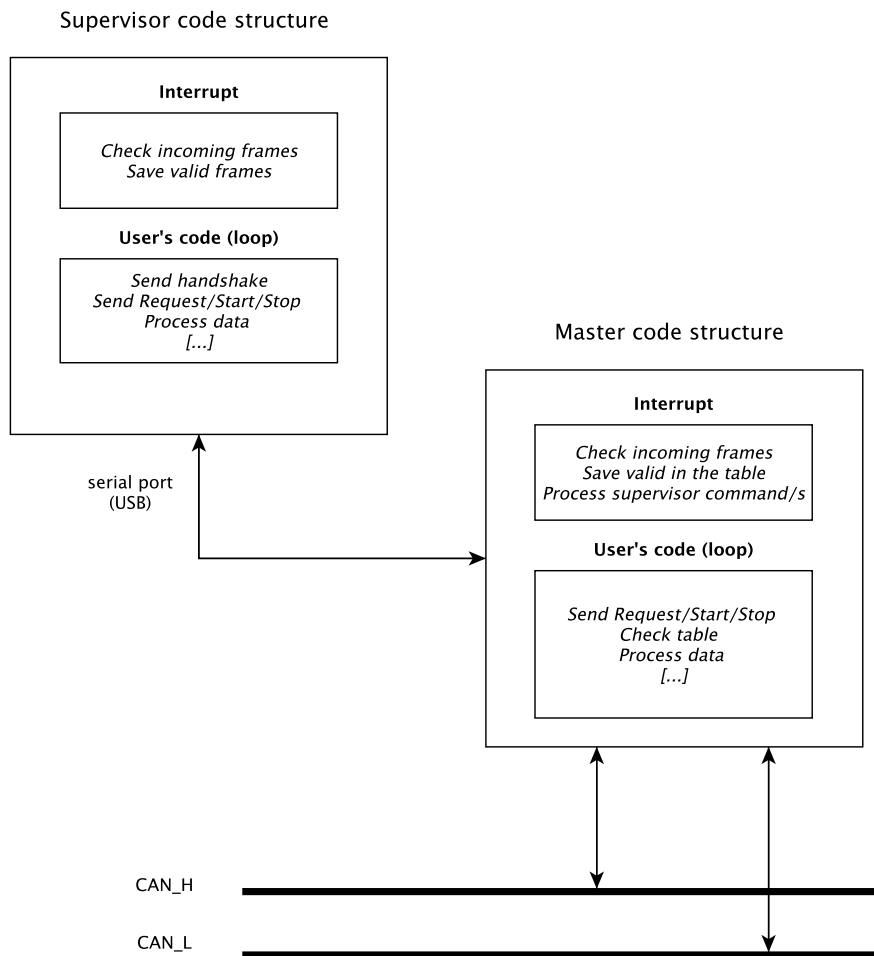 Supervisor code structure
Interrupt
Check incoming frames
Save valid frames
User's code (loop)
Send handshake
Send Request/Start/Stop
Process data
[...]
serial port
(USB)
Master code structure
Interrupt
Check incoming frames
Save valid in the table
Process supervisor command/s
User's code (loop)
Send Request/Start/Stop
Check table
Process data
[...]
CAN_H
CAN_L